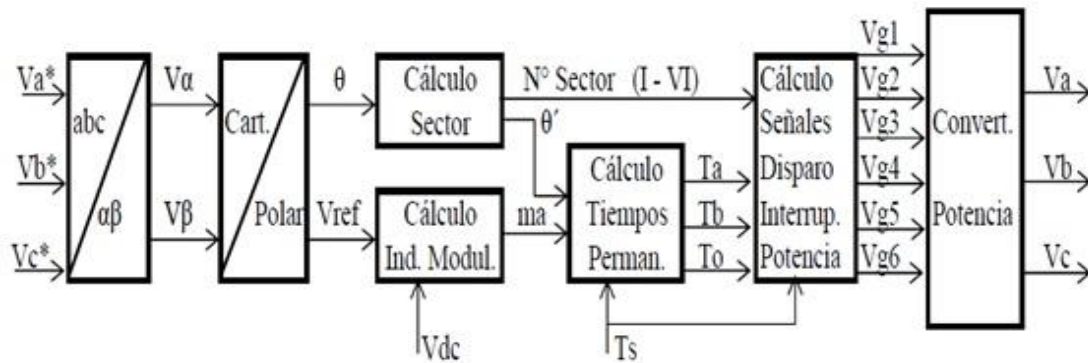 Va*
Vb*
Vc*
abc
αβ
Vα
Vβ
Cart.
Polar
θ
Vref
Cálculo
Sector
Cálculo
Ind. Modul.
Vdc
N° Sector (I - VI)
θ´
ma
Cálculo
Tiempos
Perman.
Ts
Ta
Tb
To
Cálculo
Señales
Disparo
Interrup.
Potencia
Vg1
Vg2
Vg3
Vg4
Vg5
Vg6
Convert.
Potencia
Va
Vb
Vc